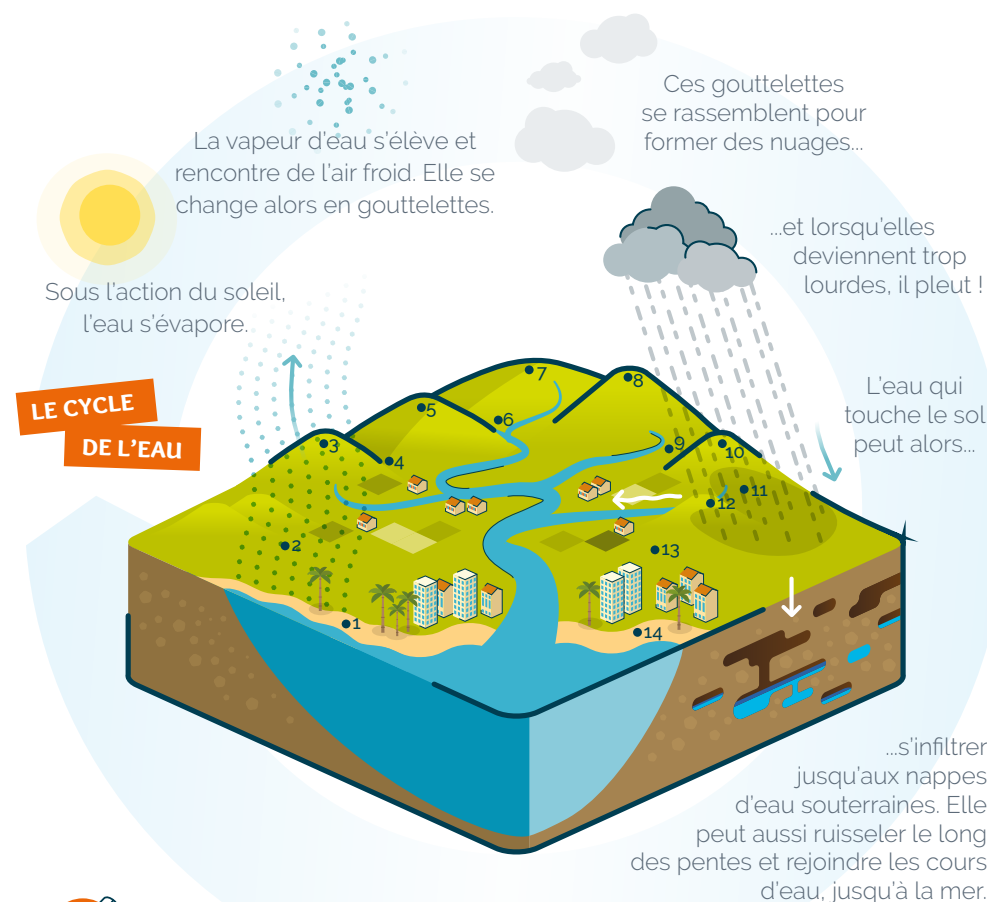 La vapeur d'eau s'élève et
rencontre de l'air froid. Elle se
change alors en gouttelettes.
Ces gouttelettes
se rassemblent pour
former des nuages...
...et lorsqu'elles
deviennent trop
lourdes, il pleut !
Sous l'action du soleil,
l'eau s'évapore.
LE CYCLE
DE L'EAU
L'eau qui
touche le sol
peut alors...
7
8
5
6
3
4
9
10
11
12
2
13
1
14
...s'infiltrer
jusqu'aux nappes
d'eau souterraines. Elle
peut aussi ruisseler le long
des pentes et rejoindre les cours
d'eau, jusqu'à la mer.